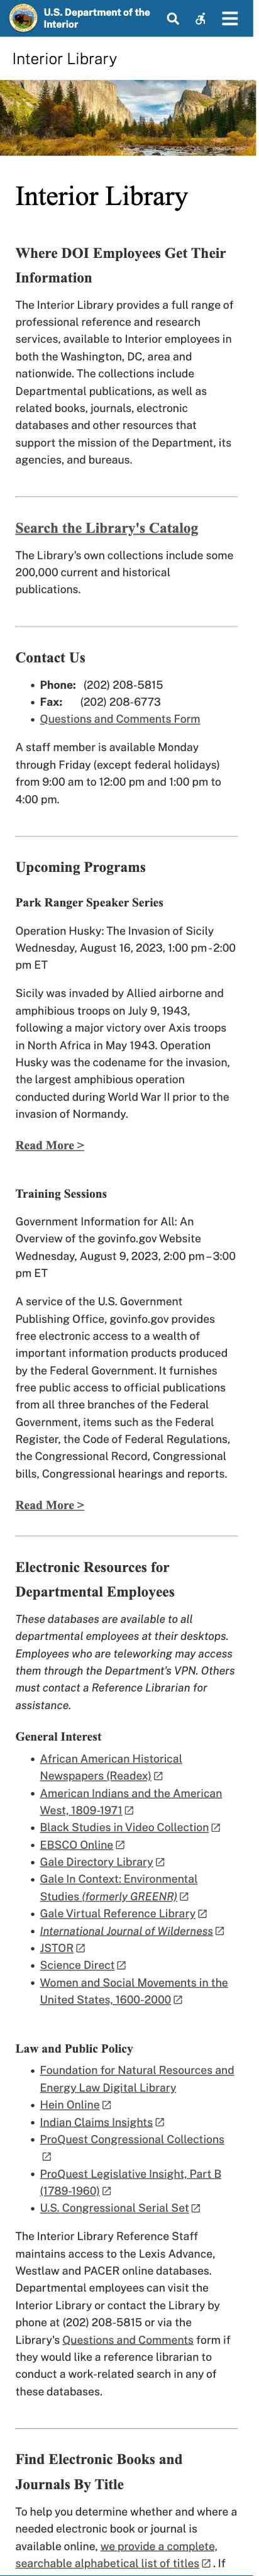 U.S. Department of the
Interior
Interior Library
Interior Library
Where DOI Employees Get Their
Information
The Interior Library provides a full range of
professional reference and research
services, available to Interior employees in
both the Washington, DC, area and
nationwide. The collections include
Departmental publications, as well as
related books, journals, electronic
databases and other resources that
support the mission of the Department, its
agencies, and bureaus.
Search the Library's Catalog
The Library's own collections include some
200,000 current and historical
publications.
Contact Us
• Phone: (202) 208-5815
• Fax: (202) 208-6773
• Questions and Comments Form
A staff member is available Monday
through Friday (except federal holidays)
from 9:00 am to 12:00 pm and 1:00 pm to
4:00 pm.
Upcoming Programs
Park Ranger Speaker Series
Operation Husky: The Invasion of Sicily
Wednesday, August 16, 2023, 1:00 pm - 2:00
pm ET
Sicily was invaded by Allied airborne and
amphibious troops on July 9, 1943,
following a major victory over Axis troops
in North Africa in May 1943. Operation
Husky was the codename for the invasion,
the largest amphibious operation
conducted during World War II prior to the
invasion of Normandy.
Read More >
Training Sessions
Government Information for All: An
Overview of the govinfo.gov Website
Wednesday, August 9, 2023, 2:00 pm – 3:00
pm ET
A service of the U.S. Government
Publishing Office, govinfo.gov provides
free electronic access to a wealth of
important information products produced
by the Federal Government. It furnishes
free public access to official publications
from all three branches of the Federal
Government, items such as the Federal
Register, the Code of Federal Regulations,
the Congressional Record, Congressional
bills, Congressional hearings and reports.
Read More >
Electronic Resources for
Departmental Employees
These databases are available to all
departmental employees at their desktops.
Employees who are teleworking may access
them through the Department's VPN. Others
must contact a Reference Librarian for
assistance.
General Interest
• African American Historical
Newspapers (Readex)
• American Indians and the American
West, 1809-1971
• Black Studies in Video Collection
• EBSCO Online
• Gale Directory Library
• Gale In Context: Environmental
Studies (formerly GREENR)
• Gale Virtual Reference Library
• International Journal of Wilderness
• JSTOR
• Science Direct
• Women and Social Movements in the
United States, 1600-2000
Law and Public Policy
• Foundation for Natural Resources and
Energy Law Digital Library
• Hein Online
• Indian Claims Insights
• ProQuest Congressional Collections
• ProQuest Legislative Insight, Part B
(1789-1960)
• U.S. Congressional Serial Set
The Interior Library Reference Staff
maintains access to the Lexis Advance,
Westlaw and PACER online databases.
Departmental employees can visit the
Interior Library or contact the Library by
phone at (202) 208-5815 or via the
Library's Questions and Comments form if
they would like a reference librarian to
conduct a work-related search in any of
these databases.
Find Electronic Books and
Journals By Title
To help you determine whether and where a
needed electronic book or journal is
available online, we provide a complete,
searchable alphabetical list of titles . If